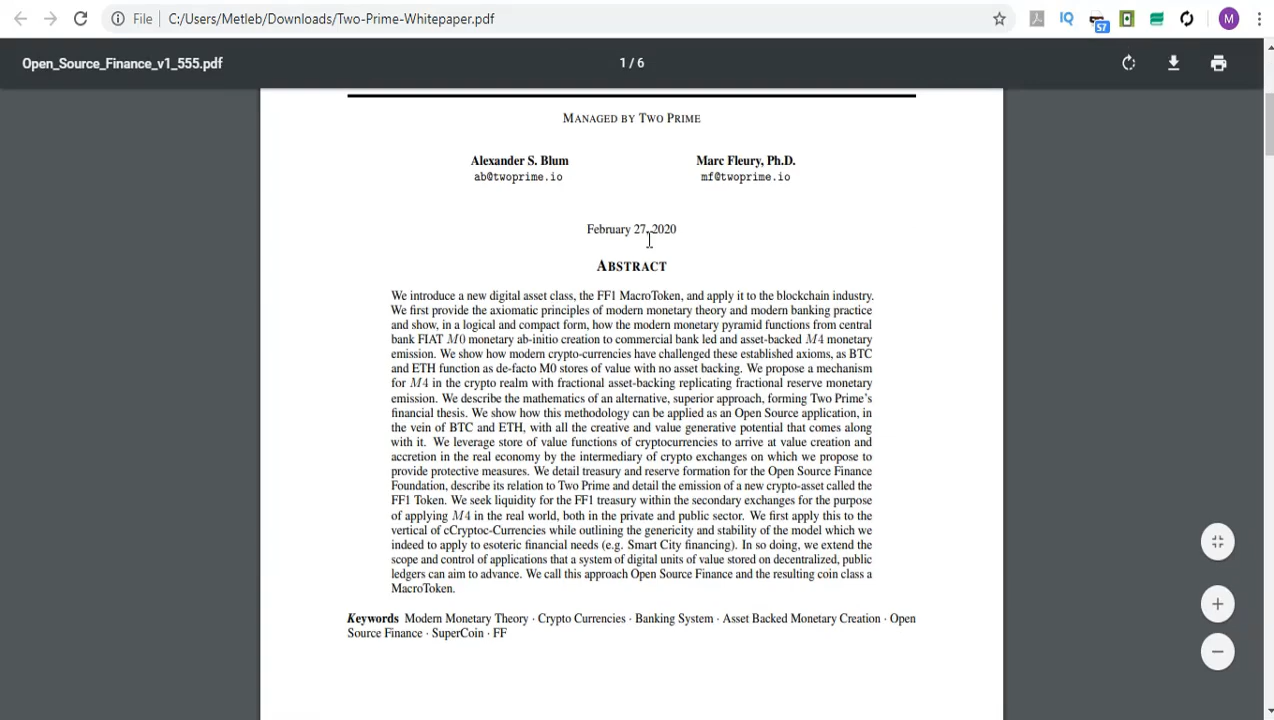 File | C:/Users/Metleb/Downloads/Two-Prime-Whitepaper.pdf
IQ
57
M
Open_Source_Finance_v1_555.pdf
1 / 6
MANAGED BY TWO PRIME
Alexander S. Blum
Marc Fleury, Ph.D.
ab@twoprime.io
mf@twoprime.io
February 27, 2020
ABSTRACT
We introduce a new digital asset class, the FF1 MacroToken, and apply it to the blockchain industry.
We first provide the axiomatic principles of modern monetary theory and modern banking practice
and show, in a logical and compact form, how the modern monetary pyramid functions from central
bank FIAT M0 monetary ab-initio creation to commercial bank led and asset-backed M4 monetary
emission. We show how modern crypto-currencies have challenged these established axioms, as BTC
and ETH function as de-facto M0 stores of value with no asset backing. We propose a mechanism
for M4 in the crypto realm with fractional asset-backing replicating fractional reserve monetary
emission. We describe the mathematics of an alternative, superior approach, forming Two Prime's
financial thesis. We show how this methodology can be applied as an Open Source application, in
the vein of BTC and ETH, with all the creative and value generative potential that comes along
with it. We leverage store of value functions of cryptocurrencies to arrive at value creation and
accretion in the real economy by the intermediary of crypto exchanges on which we propose to
provide protective measures. We detail treasury and reserve formation for the Open Source Finance
Foundation, describe its relation to Two Prime and detail the emission of a new crypto-asset called the
FF1 Token. We seek liquidity for the FF1 treasury within the secondary exchanges for the purpose
of applying M4 in the real world, both in the private and public sector. We first apply this to the
vertical of cCryptoc-Currencies while outlining the genericity and stability of the model which we
indeed to apply to esoteric financial needs (e.g. Smart City financing). In so doing, we extend the
scope and control of applications that a system of digital units of value stored on decentralized, public
ledgers can aim to advance. We call this approach Open Source Finance and the resulting coin class a
MacroToken.
Keywords Modern Monetary Theory · Crypto Currencies · Banking System · Asset Backed Monetary Creation · Open
Source Finance · SuperCoin · FF